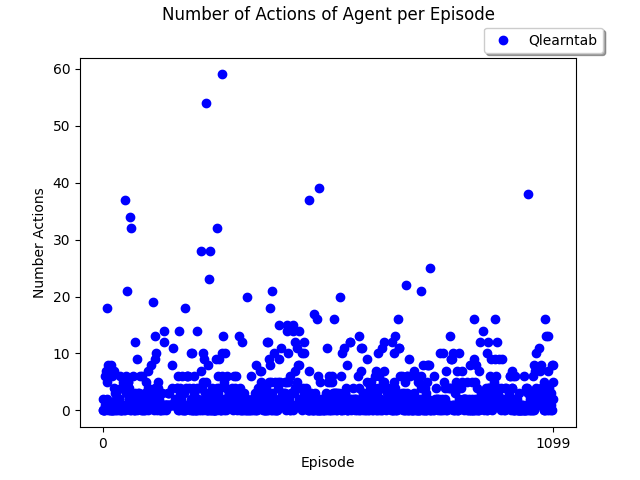 Number of Actions of Agent per Episode
Qlearntab
60
50
40
30
20
10
0
Number Actions
0 1099
Episode